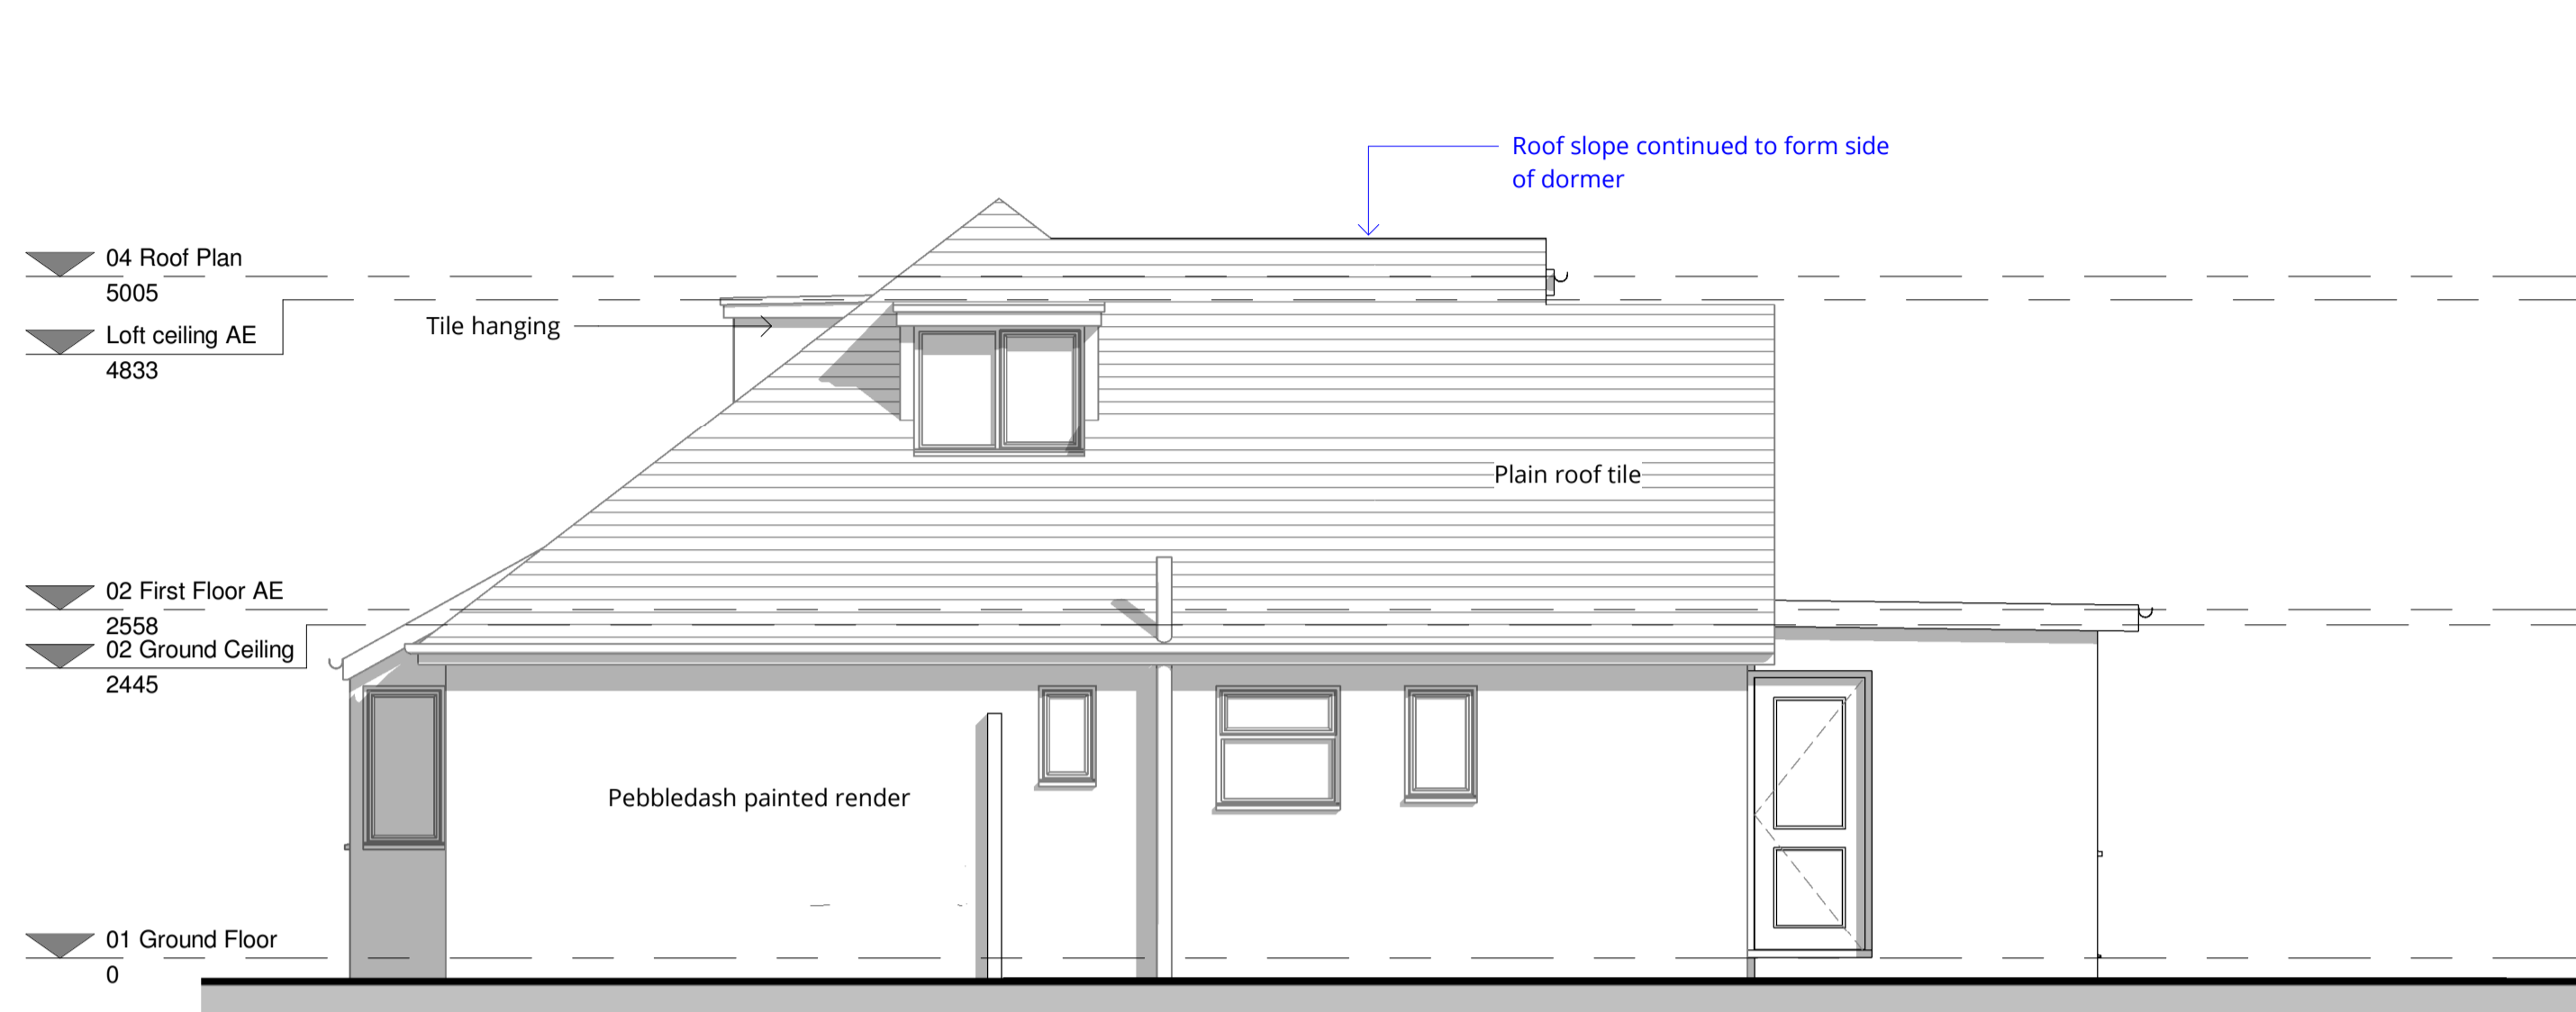 Roof slope continued to form side
of dormer
04 Roof Plan
5005
Loft ceiling AE
4833
Tile hanging
Plain roof tile
02 First Floor AE
2558
02 Ground Ceiling
2445
Pebbledash painted render
01 Ground Floor
0